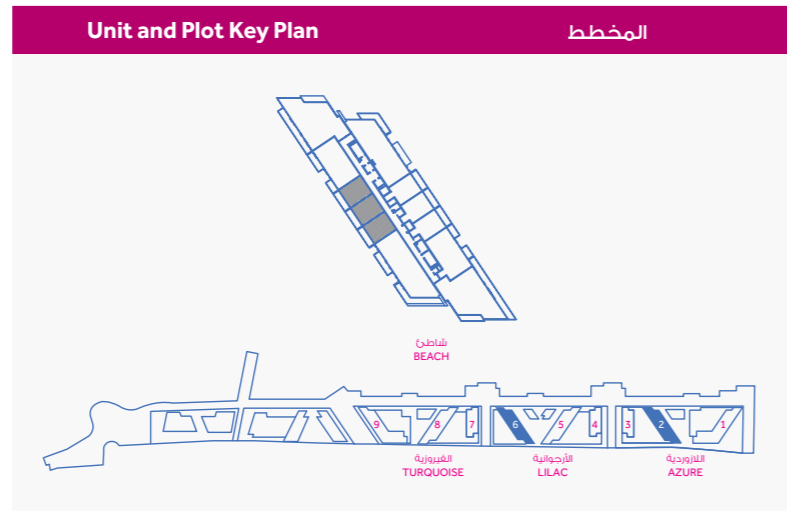 Unit and Plot Key Plan
المخطط
شاطئ
BEACH
9
8
7
6
5
4
3
2
1
الفيروزية
TURQUOISE
الأرجوانية
LILAC
اللازوردية
AZURE